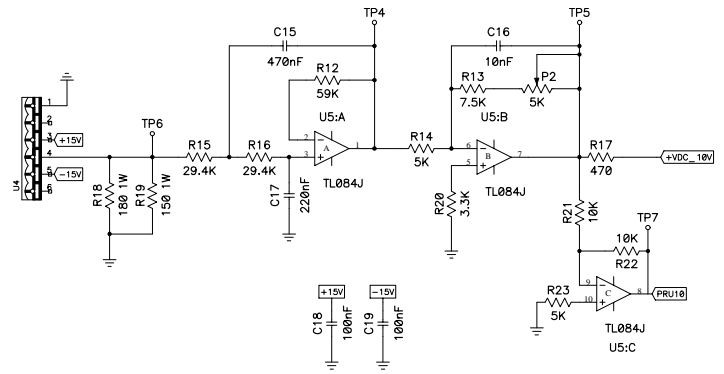 TP4
TP5
C15
470nF
C16
10nF
R12
59K
R13
7.5K
P2
5K
U5:A
U5:B
1
2
3
+15V
4
5
-15V
6
U4
TP6
R15
29.4K
R16
29.4K
2
3
A
1
TL084J
R14
5K
6
5
B
7
TL084J
R17
470
+VDC_10V
R18
180 1W
R19
150 1W
C17
220nF
R20
3.3K
R21
10K
TP7
10K
R22
+15V
-15V
C18
100nF
C19
100nF
R23
5K
9
10
C
8
PRU10
TL084J
U5:C